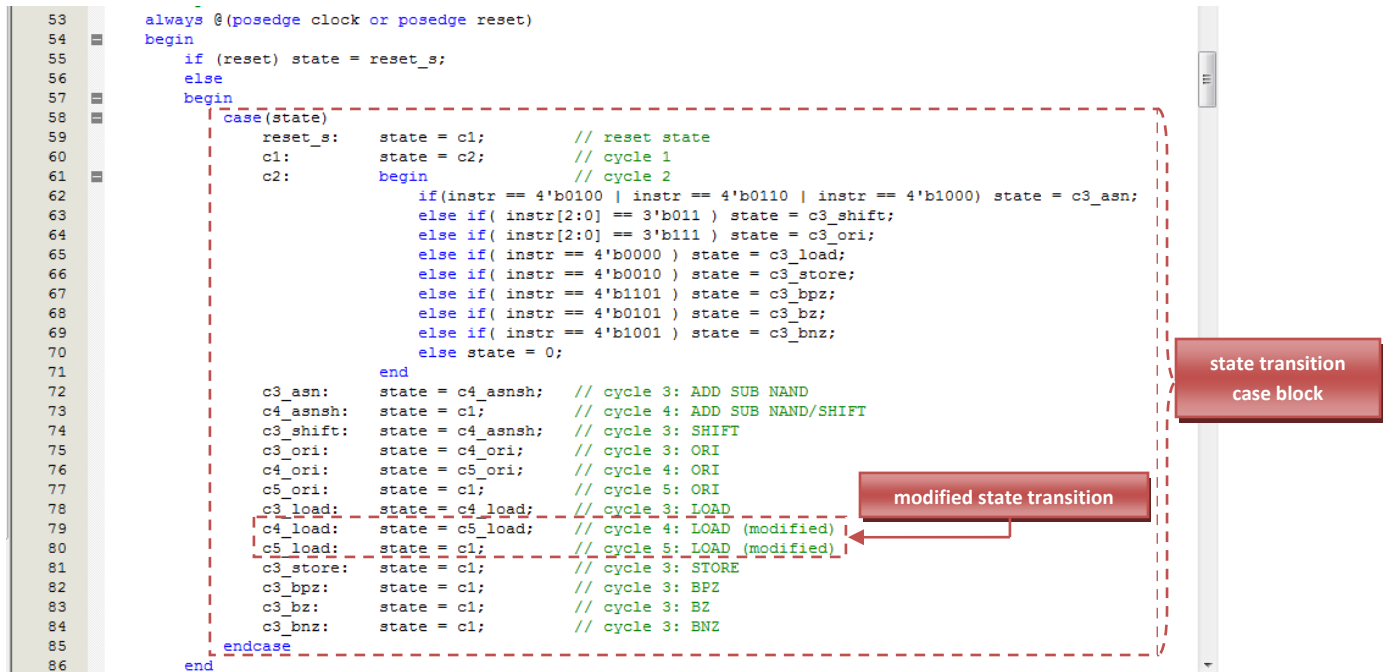 53 always @(posedge clock or posedge reset)
54 begin
55 if (reset) state = reset_s;
56 else
57 begin
58 case(state)
59 reset_s: state = c1; // reset state
60 c1: state = c2; // cycle 1
61 c2: begin // cycle 2
62 if(instr == 4'b0100 | instr == 4'b0110 | instr == 4'b1000) state = c3_asn;
63 else if( instr[2:0] == 3'b011 ) state = c3_shift;
64 else if( instr[2:0] == 3'b111 ) state = c3_ori;
65 else if( instr == 4'b0000 ) state = c3_load;
66 else if( instr == 4'b0010 ) state = c3_store;
67 else if( instr == 4'b1101 ) state = c3_bpz;
68 else if( instr == 4'b0101 ) state = c3_bz;
69 else if( instr == 4'b1001 ) state = c3_bnz;
70 else state = 0;
71 end
state transition
case block
72 c3_asn: state = c4_asnsh; // cycle 3: ADD SUB NAND
73 c4_asnsh: state = c1; // cycle 4: ADD SUB NAND/SHIFT
74 c3_shift: state = c4_asnsh; // cycle 3: SHIFT
75 c3_ori: state = c4_ori; // cycle 3: ORI
76 c4_ori: state = c5_ori; // cycle 4: ORI
77 c5_ori: state = c1; // cycle 5: ORI
modified state transition
78 c3_load: state = c4_load; // cycle 3: LOAD
79 c4_load: state = c5_load; // cycle 4: LOAD (modified)
80 c5_load: state = c1; // cycle 5: LOAD (modified)
81 c3_store: state = c1; // cycle 3: STORE
82 c3_bpz: state = c1; // cycle 3: BPZ
83 c3_bz: state = c1; // cycle 3: BZ
84 c3_bnz: state = c1; // cycle 3: BNZ
85 endcase
86 end